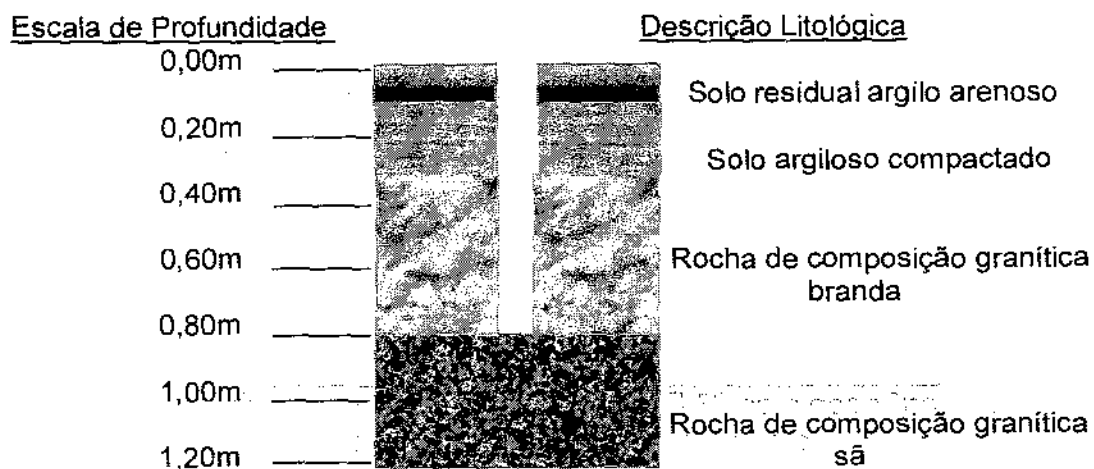 Escala de Profundidade
Descrição Litológica
0,00m
Solo residual argilo arenoso
0,20m
Solo argiloso compactado
0,40m
0,60m
Rocha de composição granítica
branda
0,80m
1,00m
Rocha de composição granítica
sã
1,20m